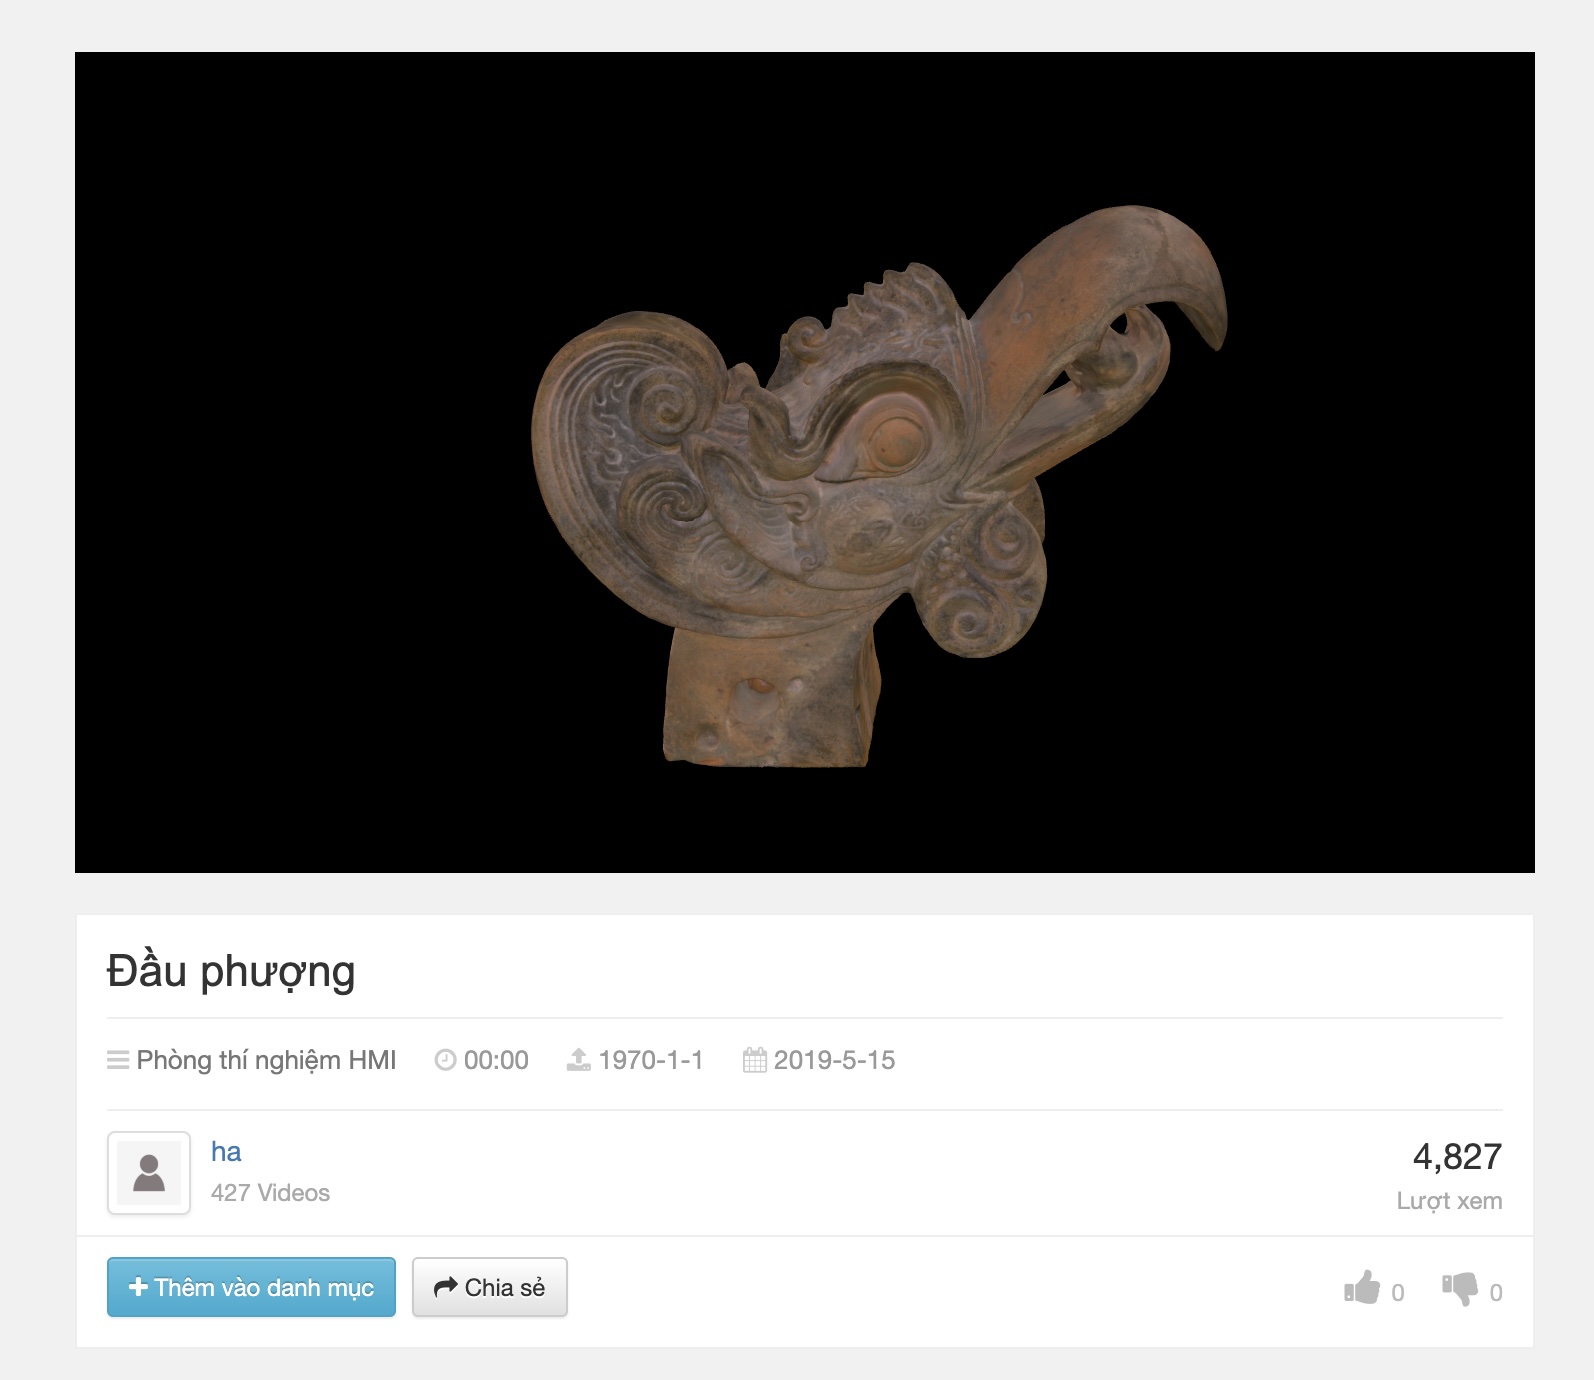 Đầu phượng
Phòng thí nghiệm HMI 00:00 1970-1-1 2019-5-15
ha
427 Videos
4,827
Lượt xem
Thêm vào danh mục Chia sẻ 0 0